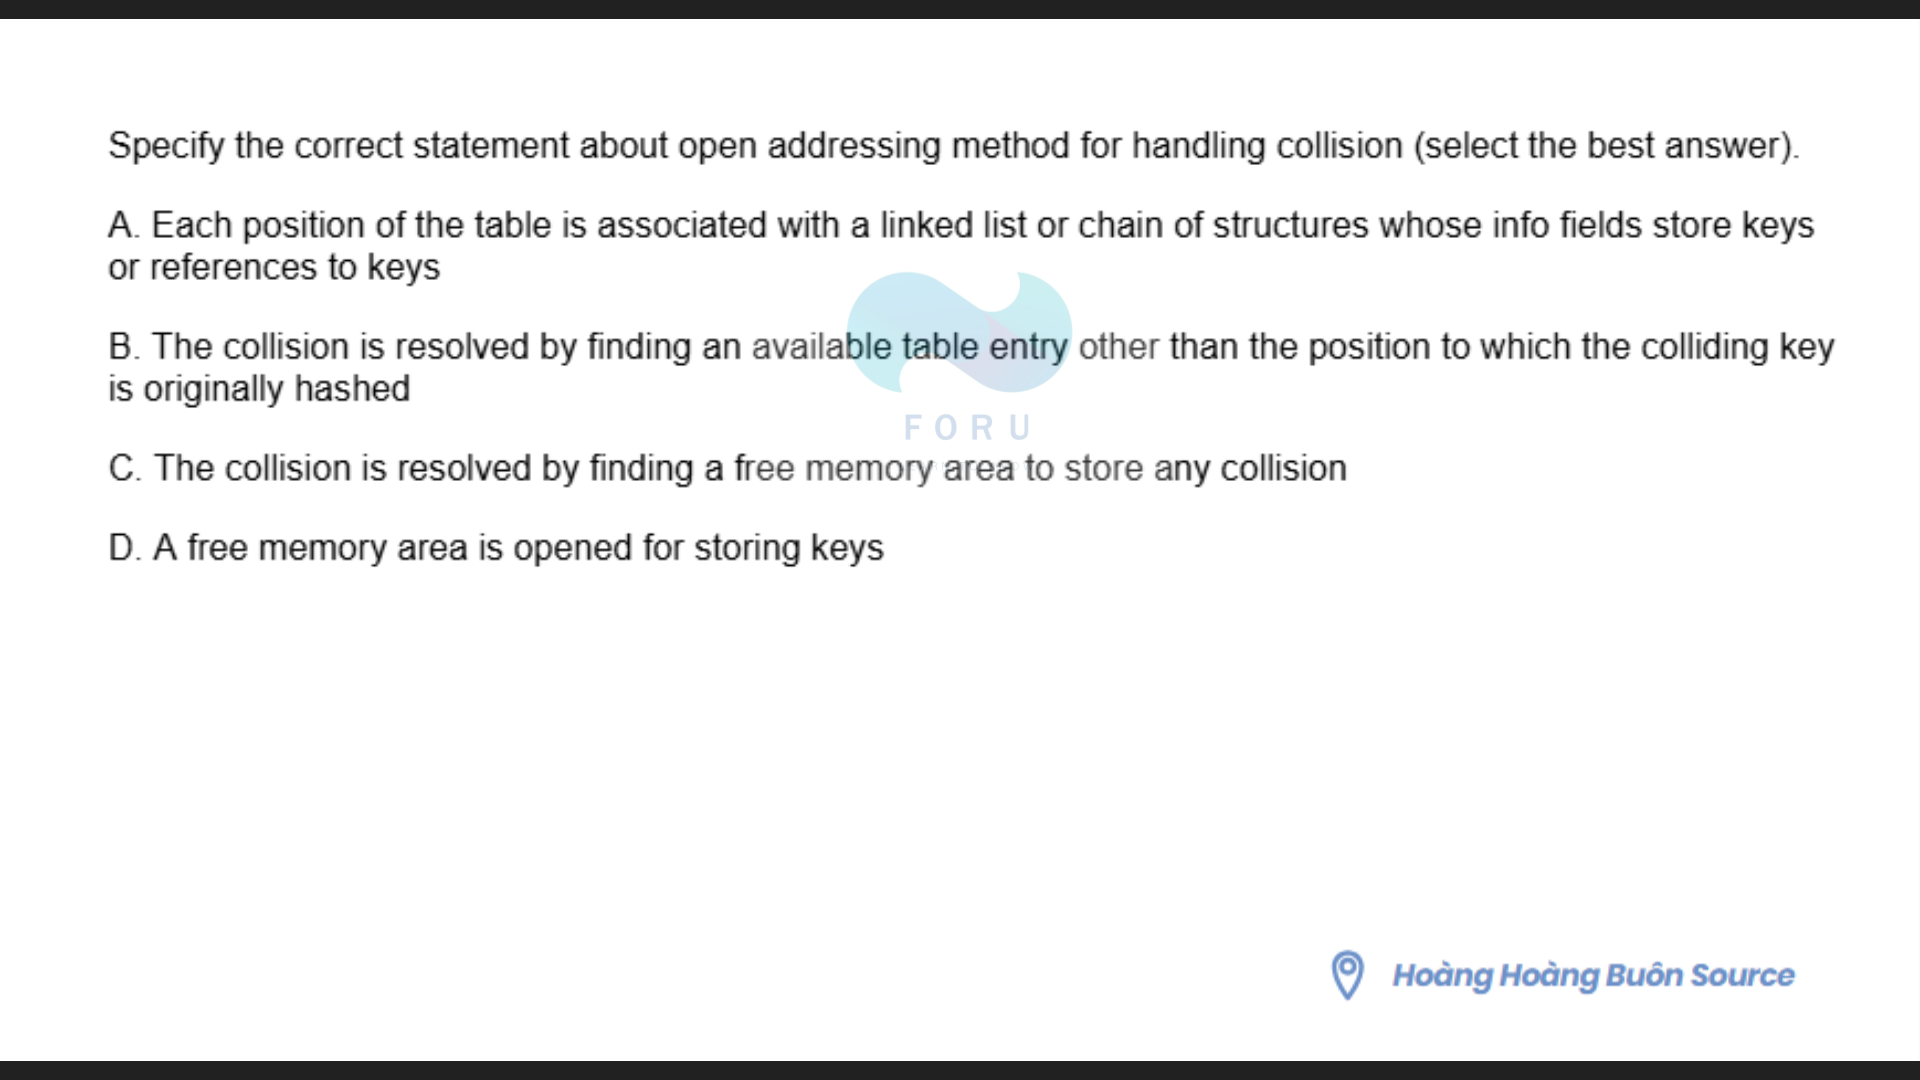 Specify the correct statement about open addressing method for handling collision (select the best answer).
A. Each position of the table is associated with a linked list or chain of structures whose info fields store keys
or references to keys
B. The collision is resolved by finding an available table entry other than the position to which the colliding key
is originally hashed
FORU
C. The collision is resolved by finding a free memory area to store any collision
D. A free memory area is opened for storing keys
Hoàng Hoàng Buôn Source